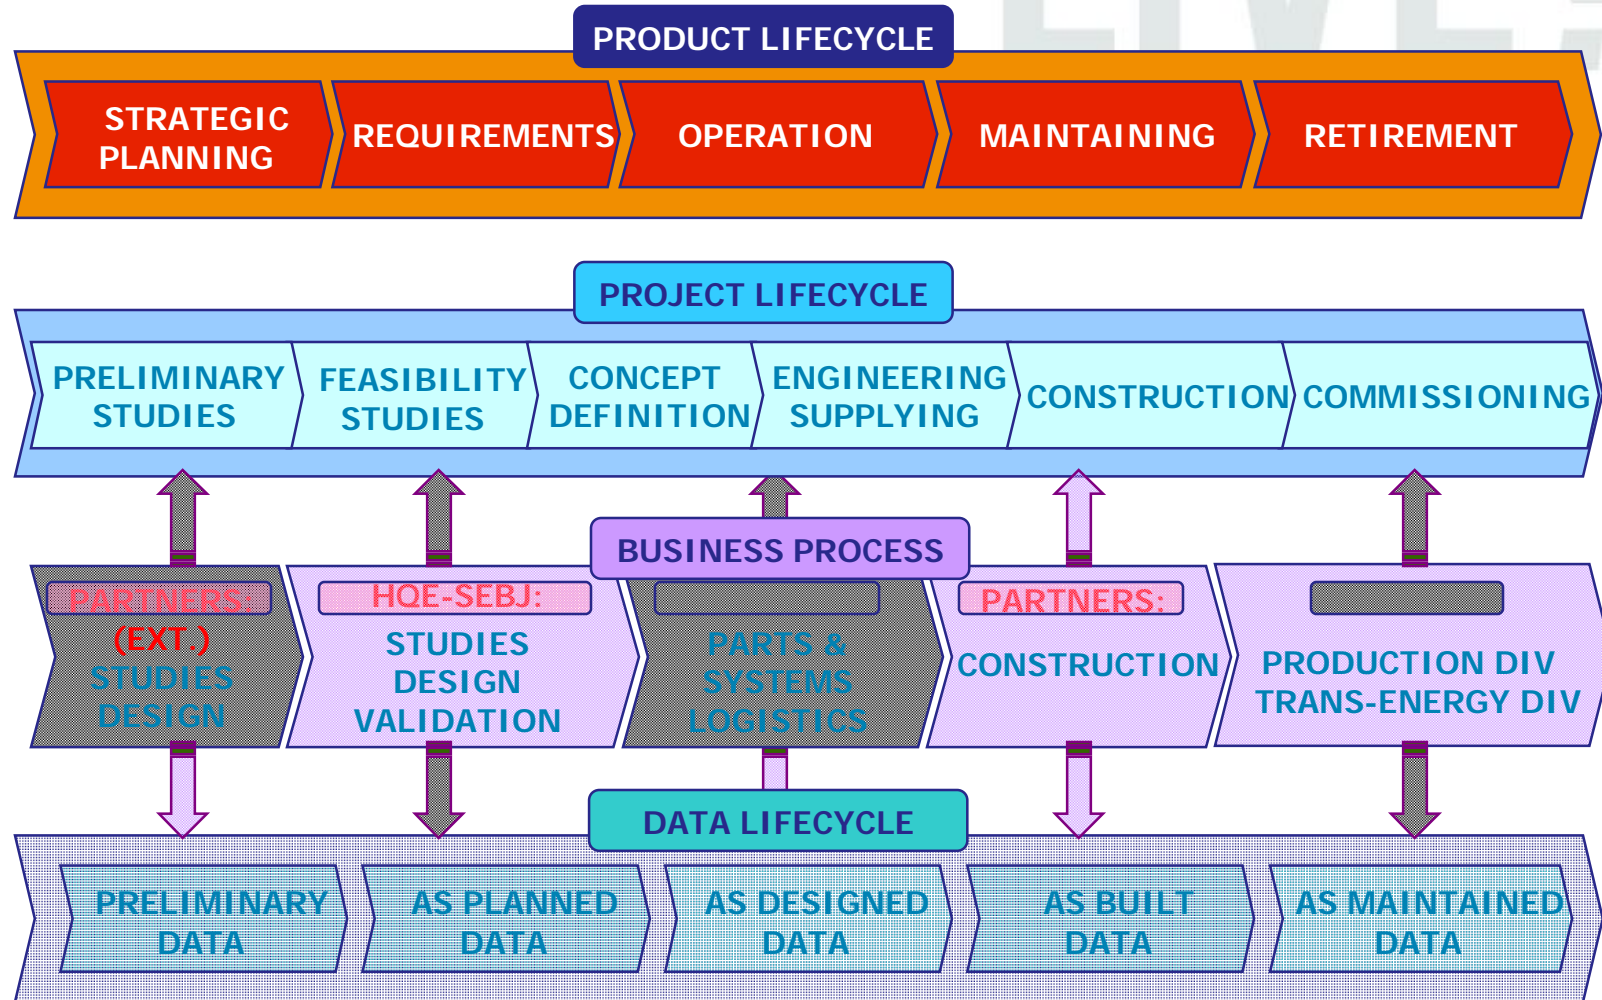 LIVE
PRODUCT LIFECYCLE
STRATEGIC
PLANNING
REQUIREMENTS
OPERATION
MAINTAINING
RETIREMENT
PROJECT LIFECYCLE
PRELIMINARY
STUDIES
FEASIBILITY
STUDIES
CONCEPT
DEFINITION
ENGINEERING
SUPPLYING
CONSTRUCTION
COMMISSIONING
BUSINESS PROCESS
PARTNERS:
(EXT.)
STUDIES
DESIGN
HQE-SEBJ:
STUDIES
DESIGN
VALIDATION
PARTS &
SYSTEMS
LOGISTICS
PARTNERS:
CONSTRUCTION
PRODUCTION DIV
TRANS-ENERGY DIV
DATA LIFECYCLE
PRELIMINARY
DATA
AS PLANNED
DATA
AS DESIGNED
DATA
AS BUILT
DATA
AS MAINTAINED
DATA